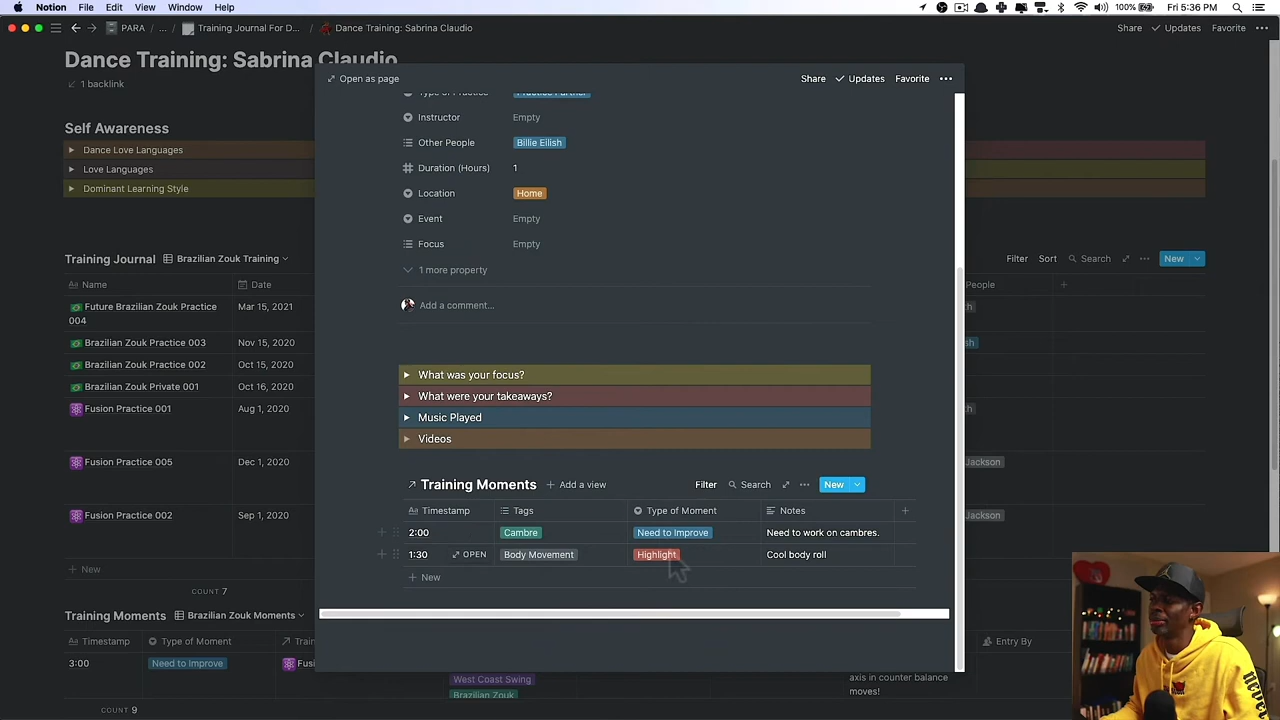 Notion File Edit View Window Help
100% Fri 5:36 PM
PARA / ... / Training Journal For D... / Dance Training: Sabrina Claudio
Share Updates Favorite
Dance Training: Sabrina Claudio
1 backlink
Self Awareness
Dance Love Languages
Love Languages
Dominant Learning Style
Training Journal Brazilian Zouk Training
Filter Sort Search New
Name Date People
Future Brazilian Zouk Practice
004
Mar 15, 2021
Brazilian Zouk Practice 003 Nov 15, 2020
Brazilian Zouk Practice 002 Oct 15, 2020
Brazilian Zouk Private 001 Oct 16, 2020
Fusion Practice 001 Aug 1, 2020
Fusion Practice 005 Dec 1, 2020 Jackson
Fusion Practice 002 Sep 1, 2020 Jackson
New
COUNT 7
Training Moments Brazilian Zouk Moments
Timestamp Type of Moment Entry By
3:00 Need to Improve
West Coast Swing
Brazilian Zouk
axis in counter balance
moves!
COUNT 9
Open as page Share Updates Favorite
Type of Practice Practice Partner
Instructor Empty
Other People Billie Eilish
Duration (Hours) 1
Location Home
Event Empty
Focus Empty
1 more property
Add a comment...
What was your focus?
What were your takeaways?
Music Played
Videos
Training Moments Add a view Filter Search New
Timestamp Tags Type of Moment Notes
2:00 Cambre Need to Improve Need to work on cambres.
1:30 OPEN Body Movement Highlight Cool body roll
New